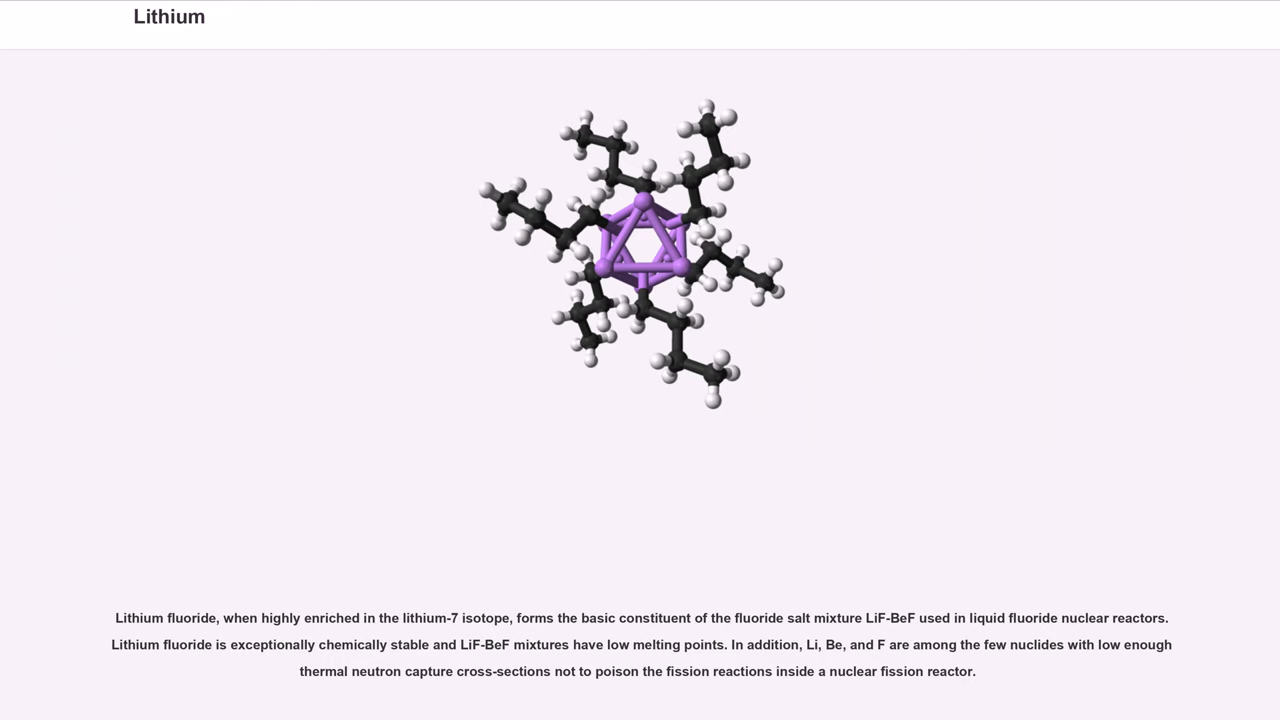 Lithium
Lithium fluoride, when highly enriched in the lithium-7 isotope, forms the basic constituent of the fluoride salt mixture LiF-BeF used in liquid fluoride nuclear reactors.
Lithium fluoride is exceptionally chemically stable and LiF-BeF mixtures have low melting points. In addition, Li, Be, and F are among the few nuclides with low enough
thermal neutron capture cross-sections not to poison the fission reactions inside a nuclear fission reactor.